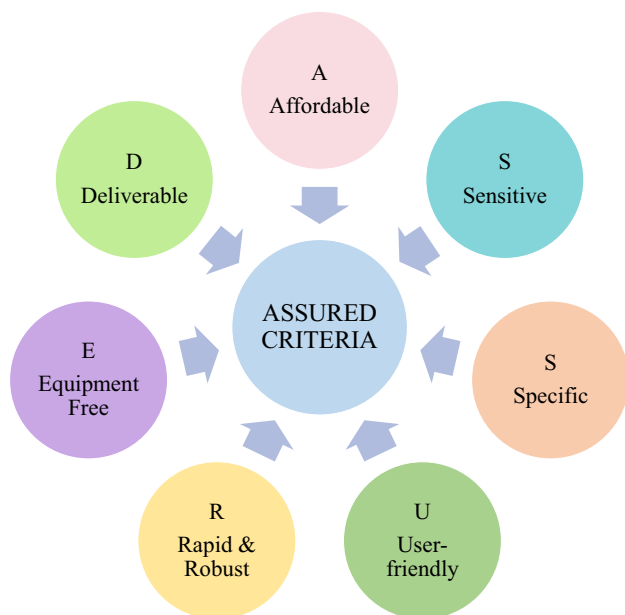 A
Affordable
S
Sensitive
S
Specific
U
User-
friendly
R
Rapid &
Robust
E
Equipment
Free
D
Deliverable
ASSURED
CRITERIA